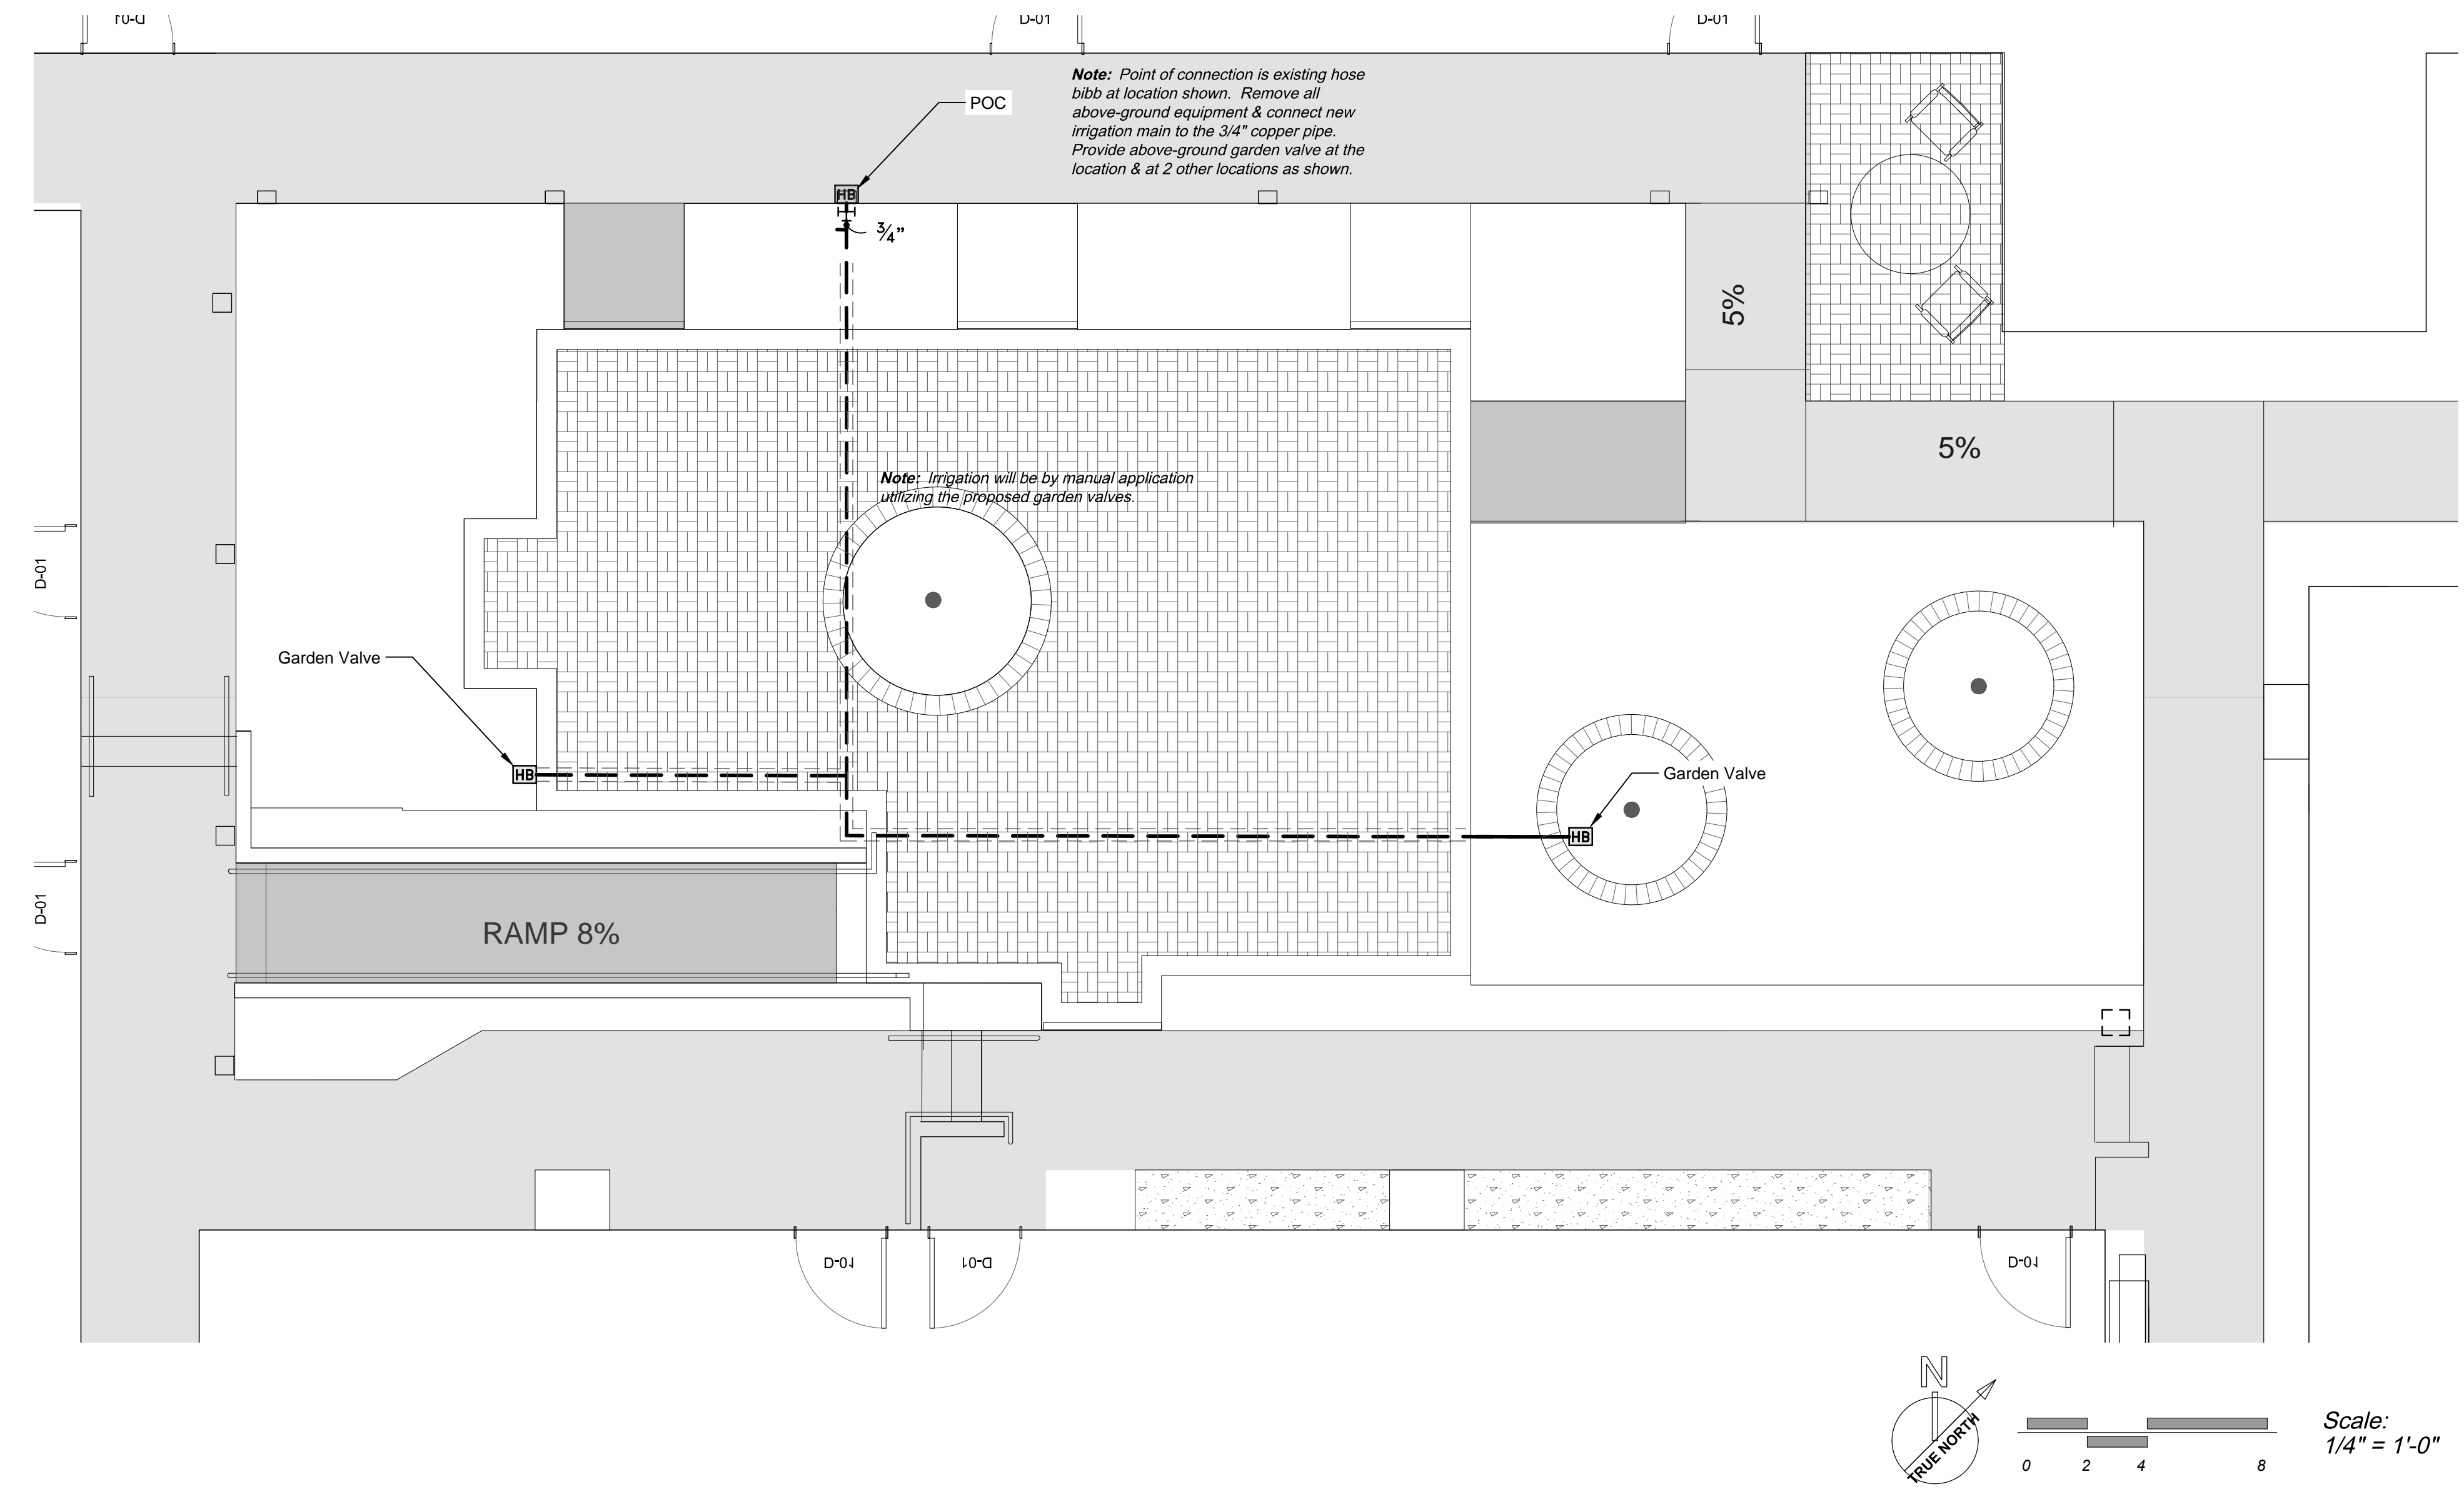 D-01
D-01
D-01
Note: Point of connection is existing hose
bibb at location shown. Remove all
above-ground equipment & connect new
irrigation main to the 3/4" copper pipe.
Provide above-ground garden valve at the
location & at 2 other locations as shown.
POC
HB
3/4"
5%
5%
Note: Irrigation will be by manual application
utilizing the proposed garden valves.
D-01
Garden Valve
HB
Garden Valve
HB
D-01
RAMP 8%
D-01
D-01
D-01
N
TRUE NORTH
0 2 4 8
Scale:
1/4" = 1'-0"